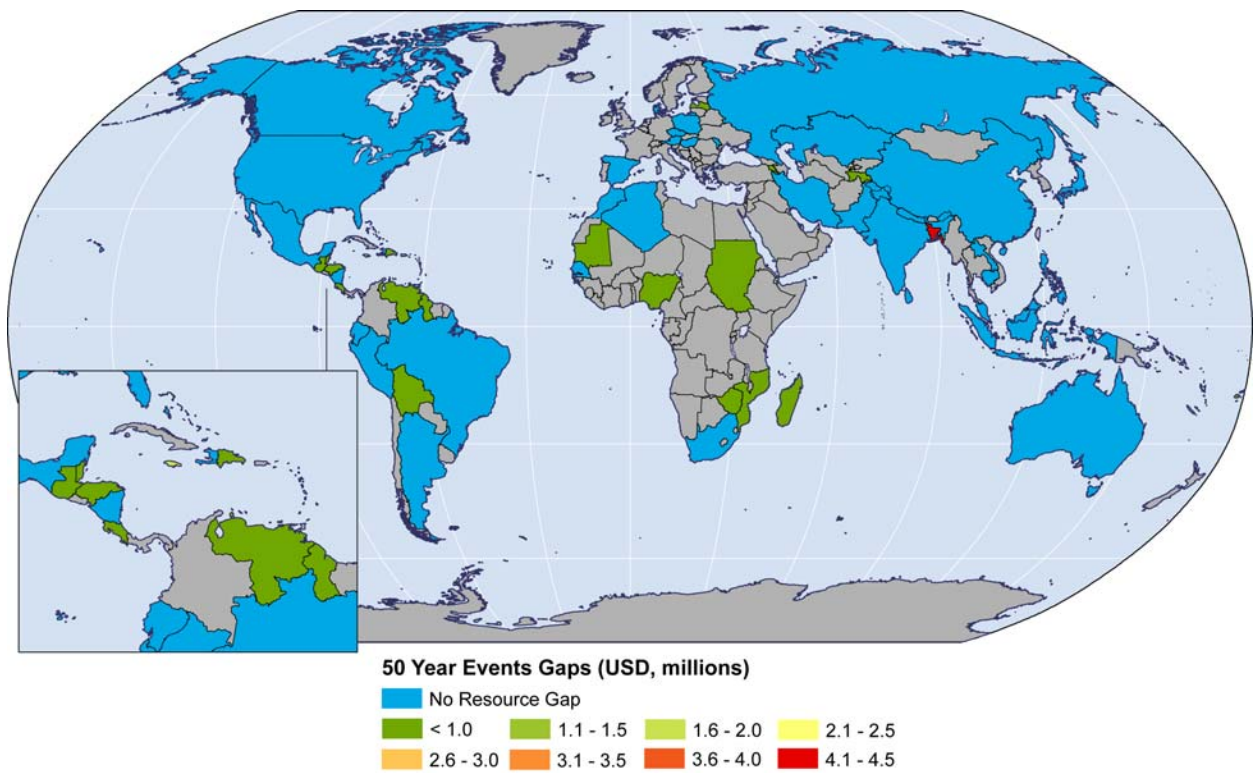 50 Year Events Gaps (USD, millions)
No Resource Gap
< 1.0 1.1 - 1.5 1.6 - 2.0 2.1 - 2.5
2.6 - 3.0 3.1 - 3.5 3.6 - 4.0 4.1 - 4.5